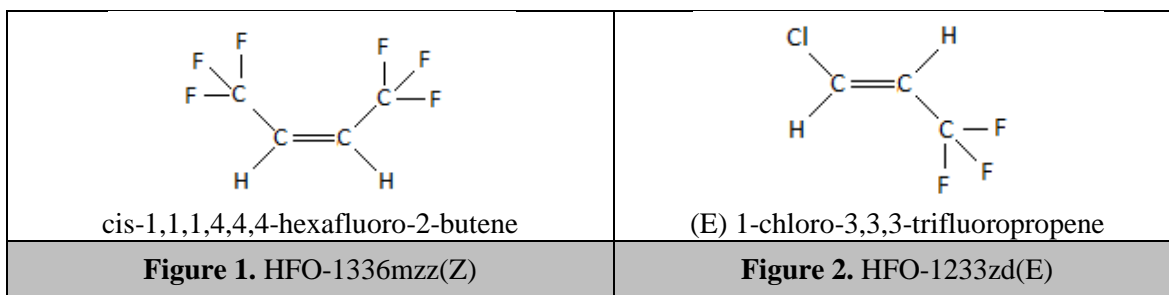 F
F
F
C
F
F
F
C
C
C
H
H
cis-1,1,1,4,4,4-hexafluoro-2-butene
Figure 1. HFO-1336mzz(Z)
Cl
H
C
C
H
C
F
F
F
(E) 1-chloro-3,3,3-trifluoropropene
Figure 2. HFO-1233zd(E)